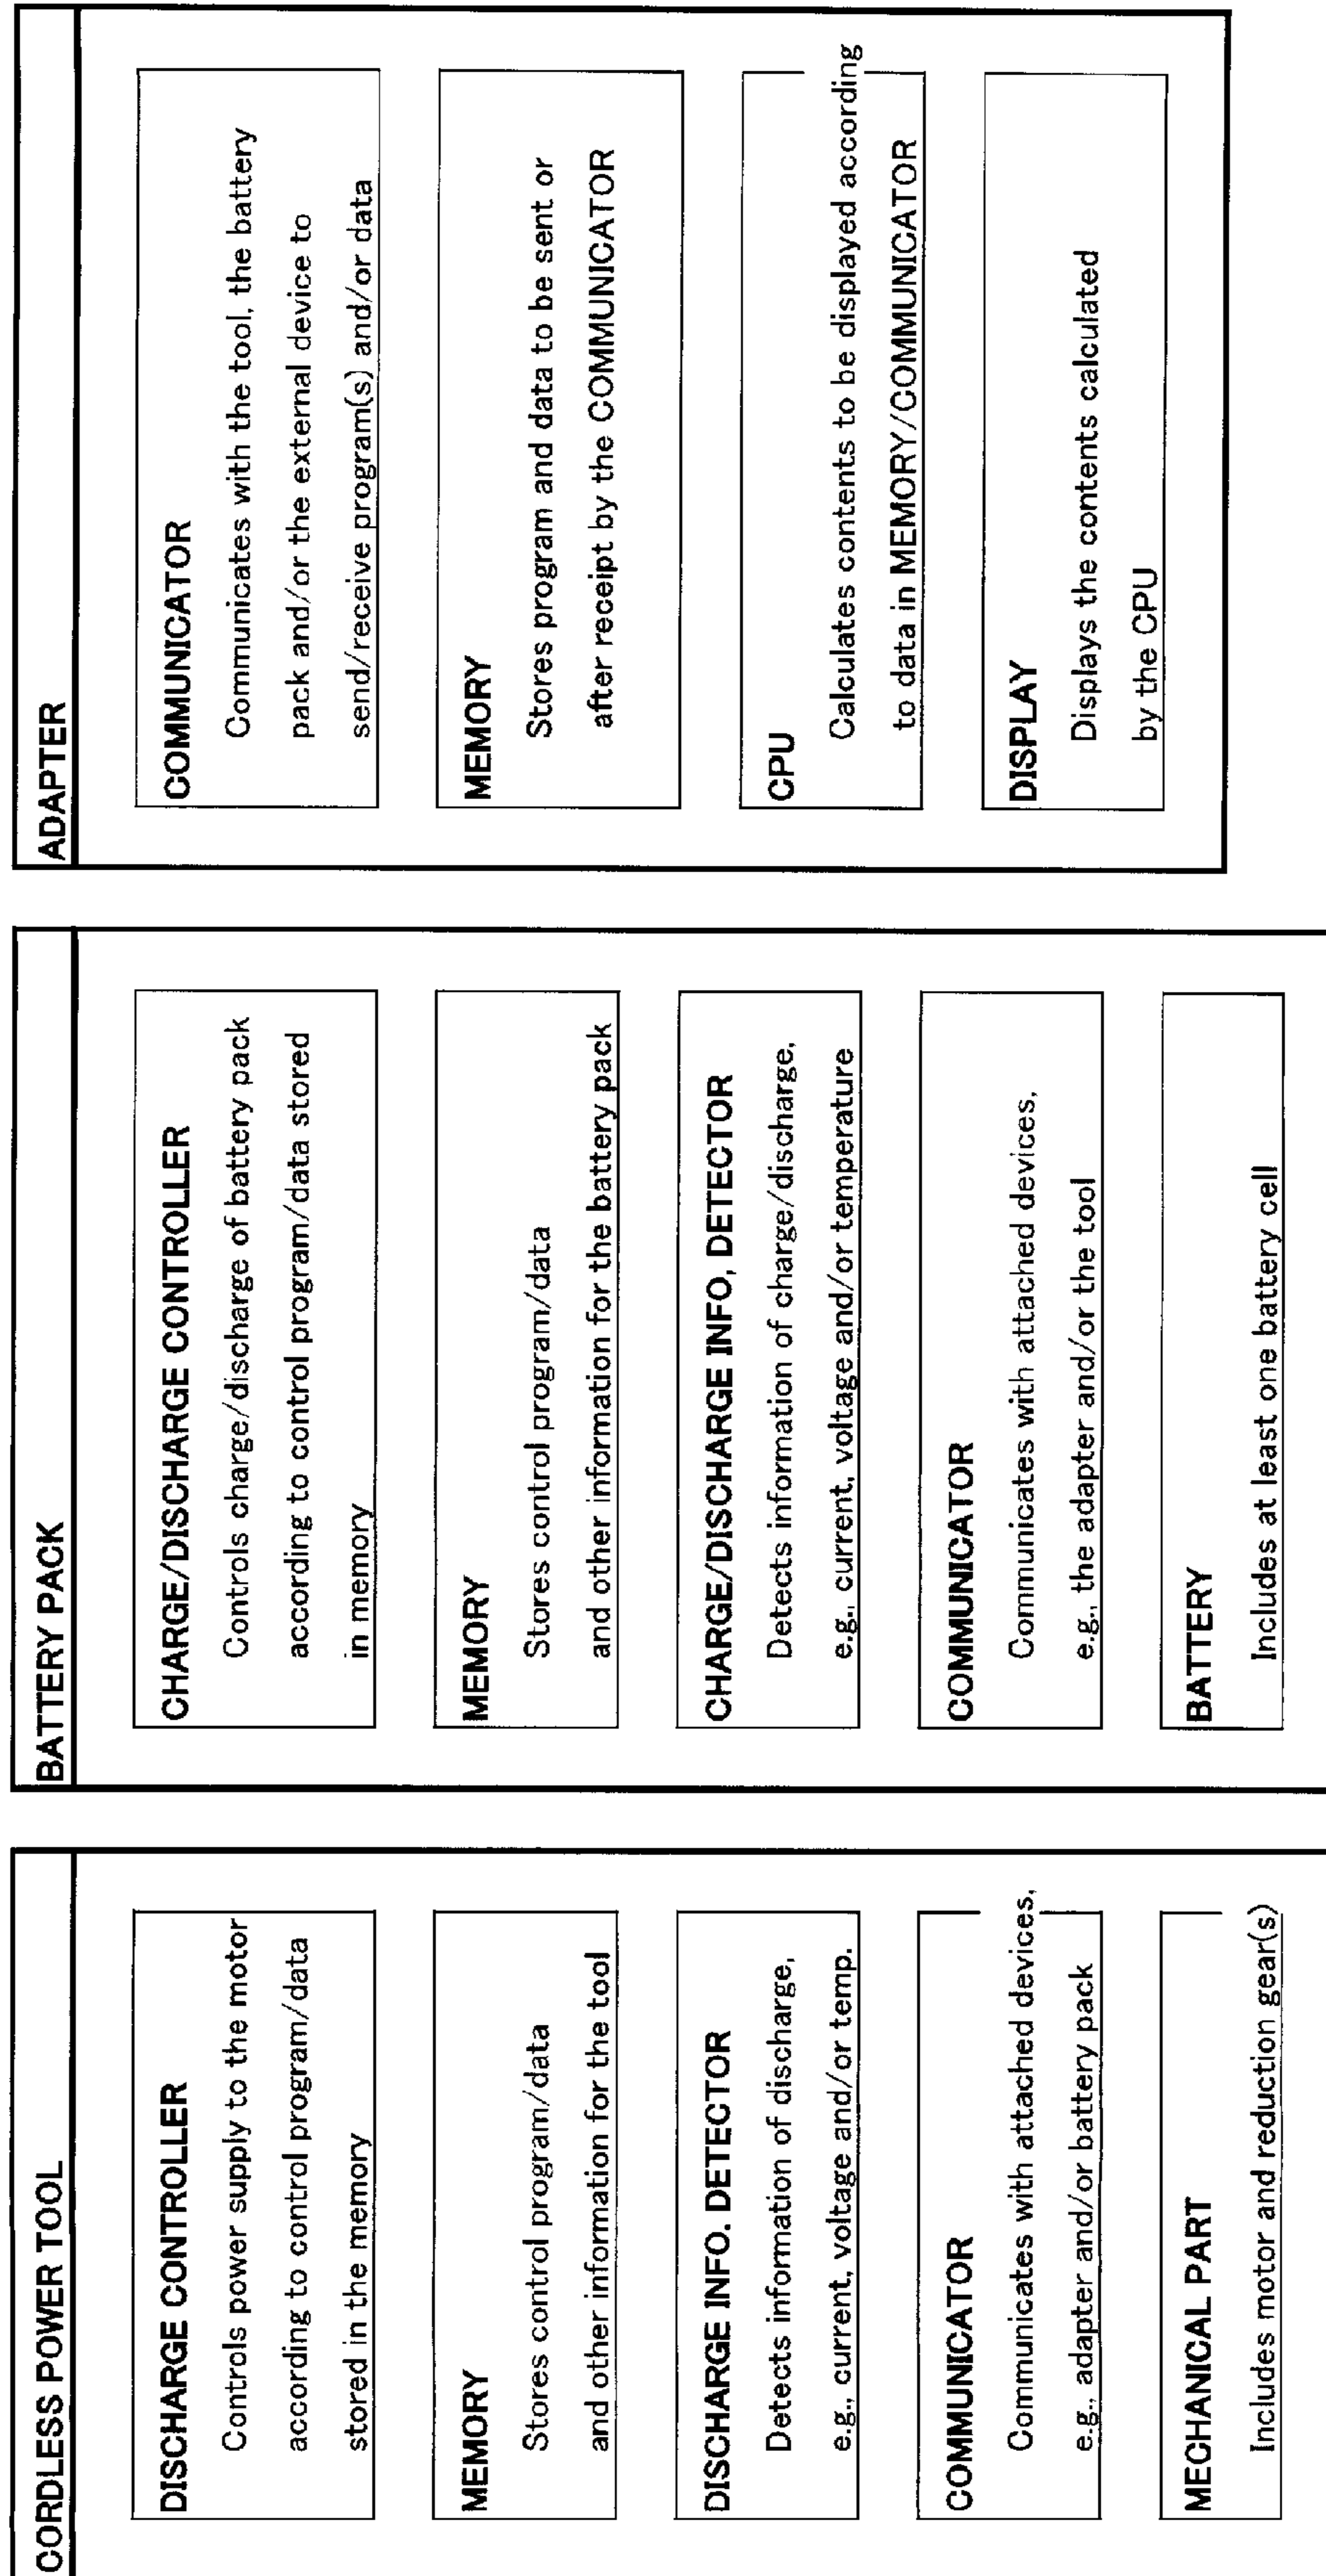 CORDLESS POWER TOOL
DISCHARGE CONTROLLER
Controls power supply to the motor
according to control program/data
stored in the memory
MEMORY
Stores control program/data
and other information for the tool
DISCHARGE INFO. DETECTOR
Detects information of discharge,
e.g., current, voltage and/or temp.
COMMUNICATOR
Communicates with attached devices,
e.g., adapter and/or battery pack
MECHANICAL PART
Includes motor and reduction gear(s)
BATTERY PACK
CHARGE/DISCHARGE CONTROLLER
Controls charge/discharge of battery pack
according to control program/data stored
in memory
MEMORY
Stores control program/data
and other information for the battery pack
CHARGE/DISCHARGE INFO, DETECTOR
Detects information of charge/discharge,
e.g., current, voltage and/or temperature
COMMUNICATOR
Communicates with attached devices,
e.g., the adapter and/or the tool
BATTERY
Includes at least one battery cell
ADAPTER
COMMUNICATOR
Communicates with the tool, the battery
pack and/or the external device to
send/receive program(s) and/or data
MEMORY
Stores program and data to be sent or
after receipt by the COMMUNICATOR
CPU
Calculates contents to be displayed according
to data in MEMORY/COMMUNICATOR
DISPLAY
Displays the contents calculated
by the CPU